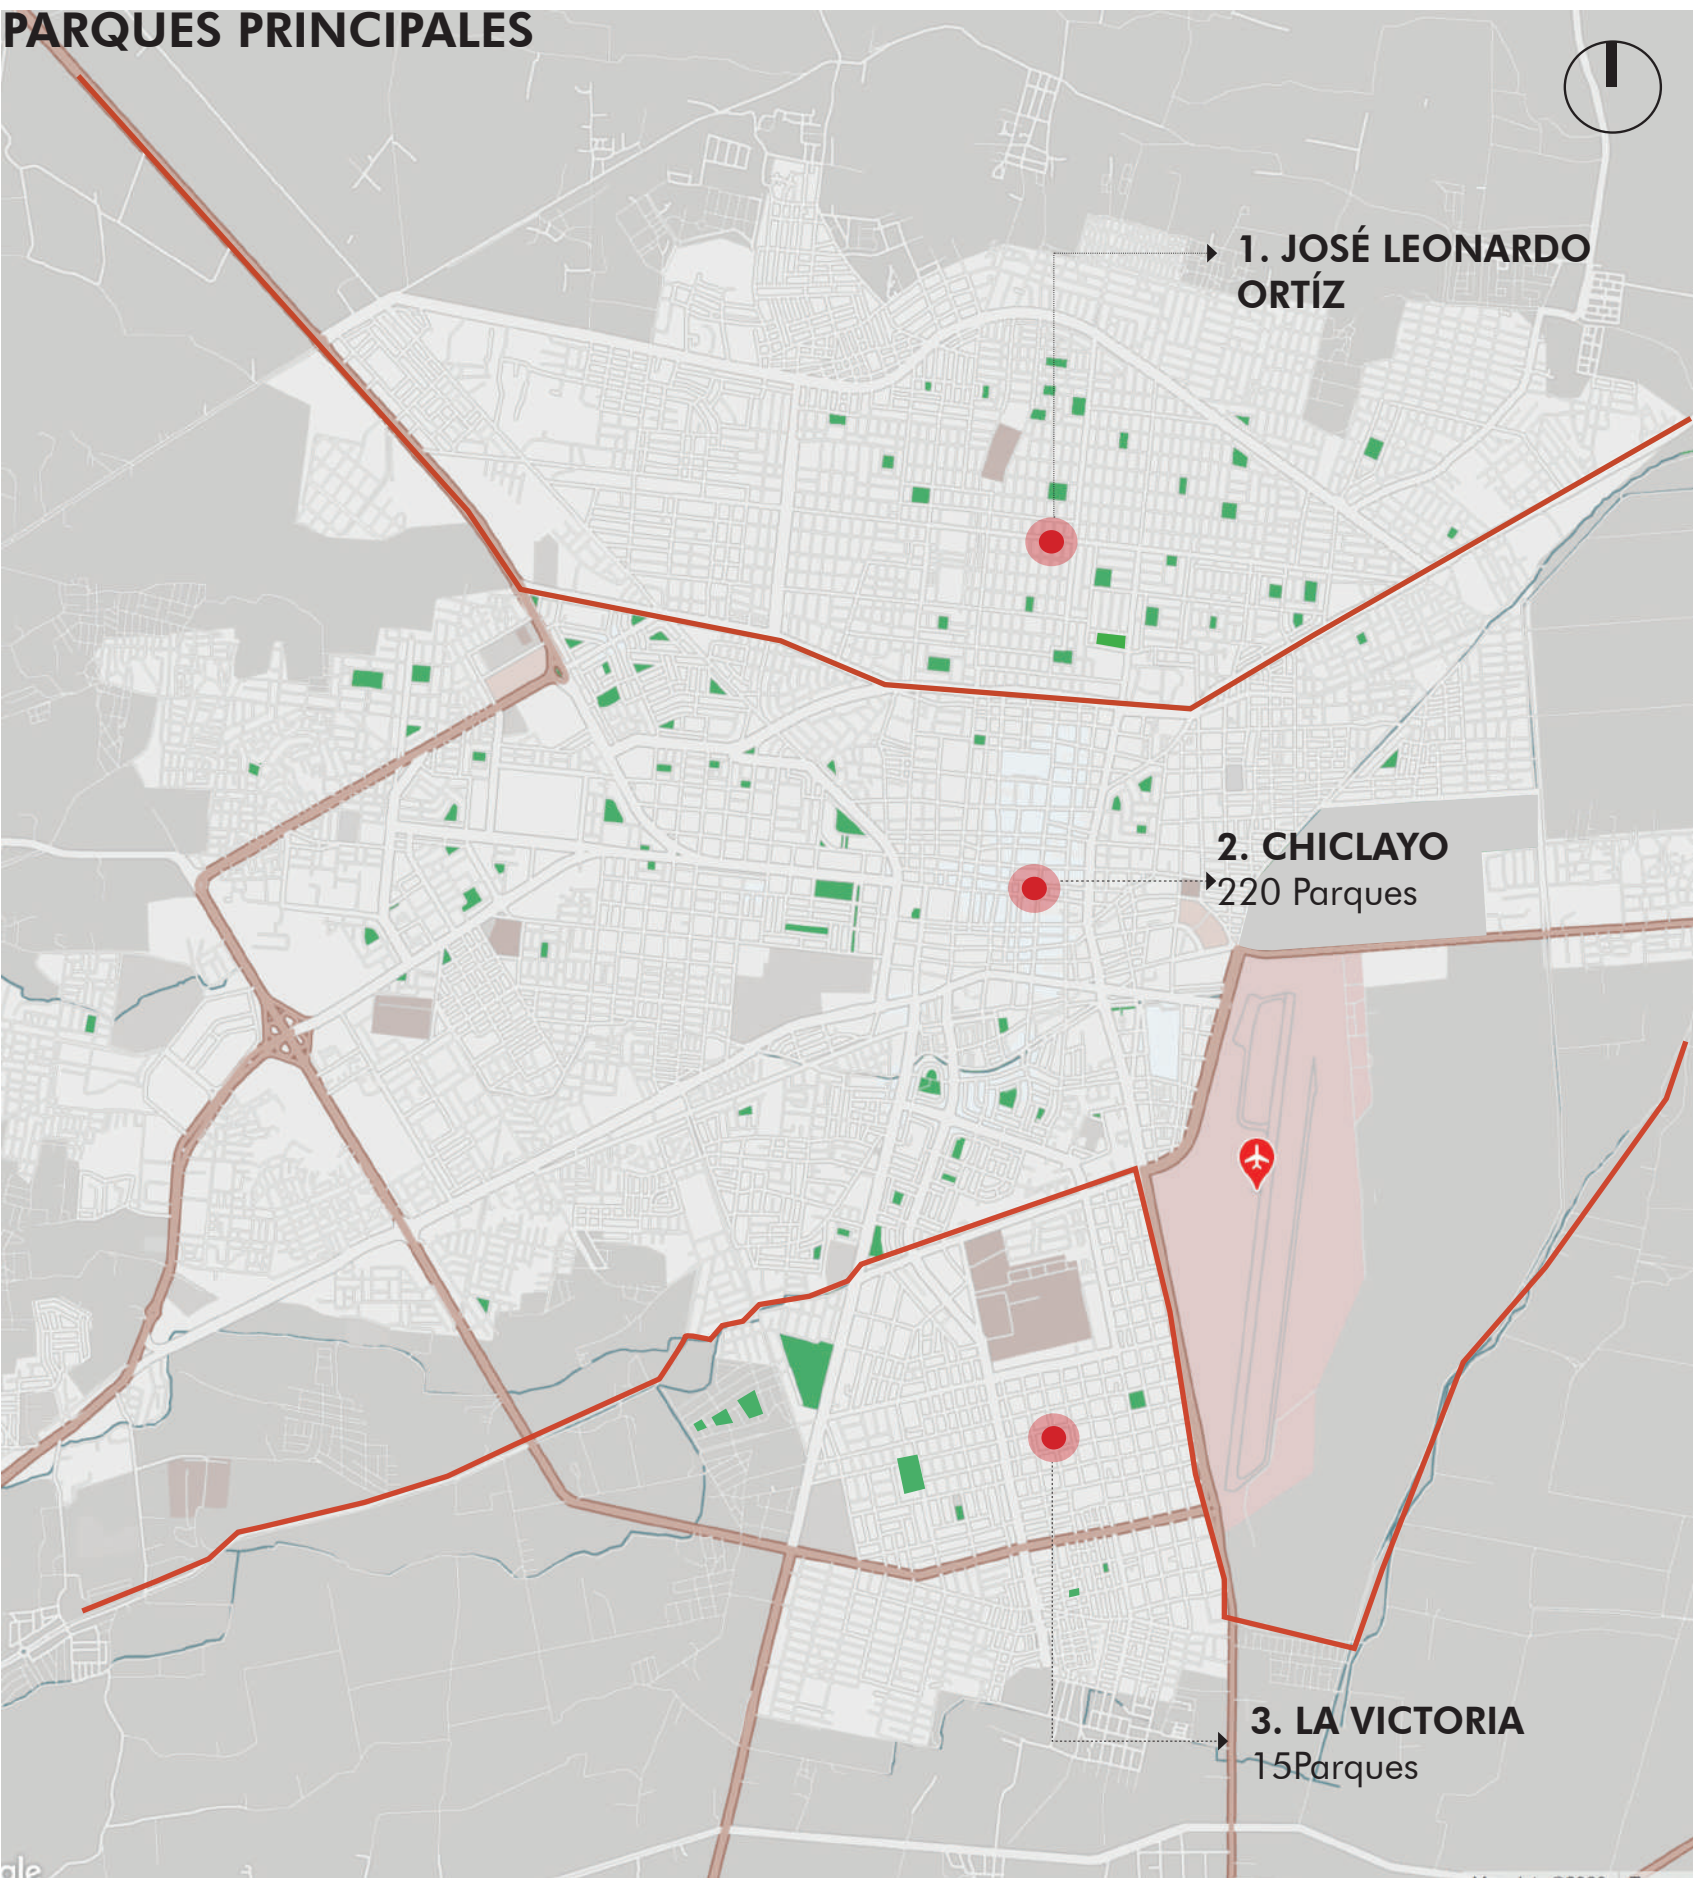 PARQUES PRINCIPALES
1. JOSÉ LEONARDO
ORTÍZ
2. CHICLAYO
220 Parques
3. LA VICTORIA
15Parques